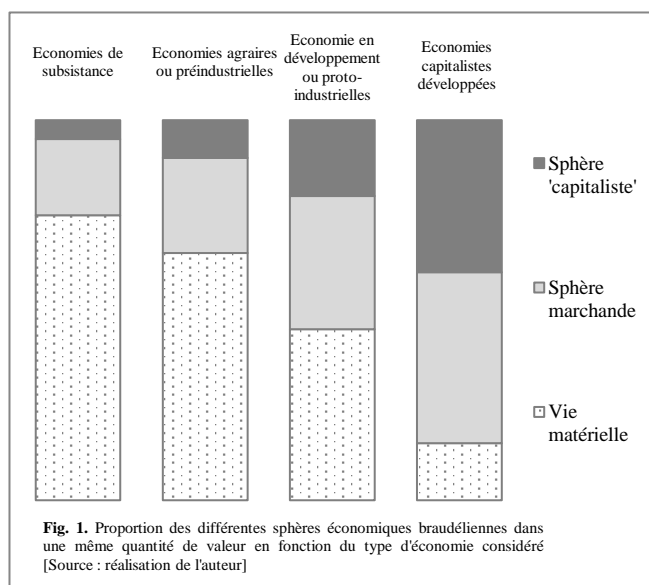 Economies de
subsistance
Economies agraires
ou préindustrielles
Economie en
développement
ou proto-
industrielles
Economies
capitalistes
développées
Sphère
'capitaliste'
Sphère
marchande
Vie
matérielle
Fig. 1. Proportion des différentes sphères économiques braudéliennes dans
une même quantité de valeur en fonction du type d'économie considéré
[Source : réalisation de l'auteur]